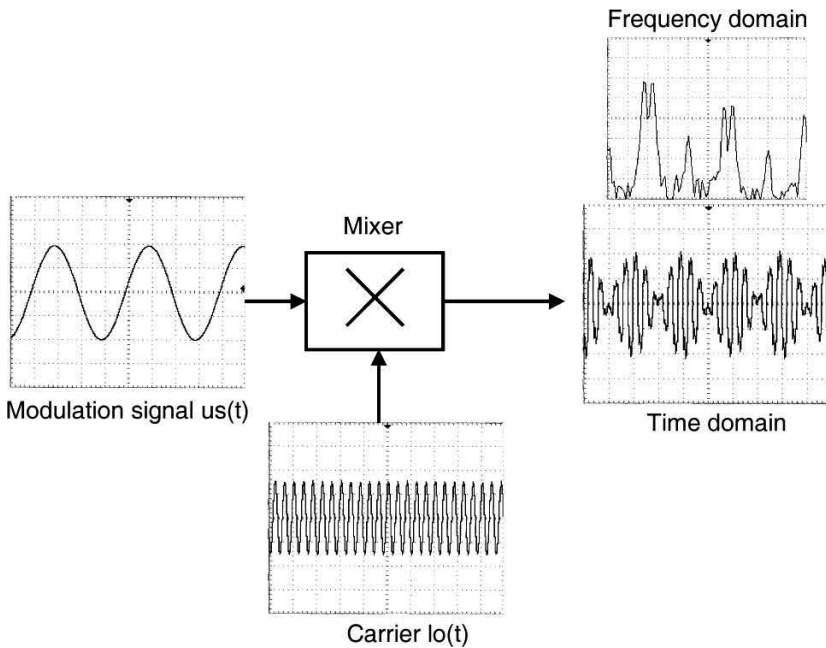 Frequency domain
Mixer
Modulation signal us(t)
Time domain
Carrier lo(t)